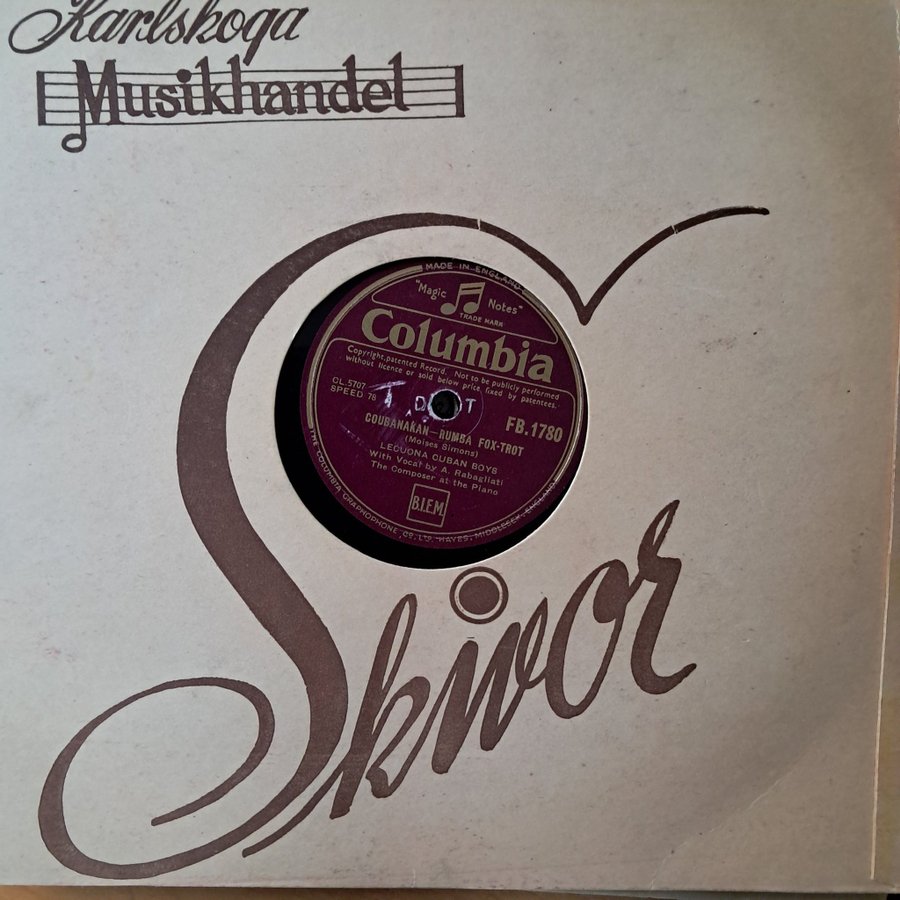 Karlskoga
Musikhandel
MADE IN ENGLAND
"Magic Notes"
TRADE MARK
Columbia
Copyright, patented Record. Not to be publicly performed
without licence or sold below price fixed by patentees.
CL.5707
SPEED 78
FB.1780
COUBANAKAN—RUMBA FOX-TROT
(Moises Simons)
LECUONA CUBAN BOYS
With Vocal by A. Rabagliati
The Composer at the Piano
B.I.E.M.
THE COLUMBIA GRAPHOPHONE, CO. LTD. HAYES, MIDDLESEX, ENGLAND
Skivor